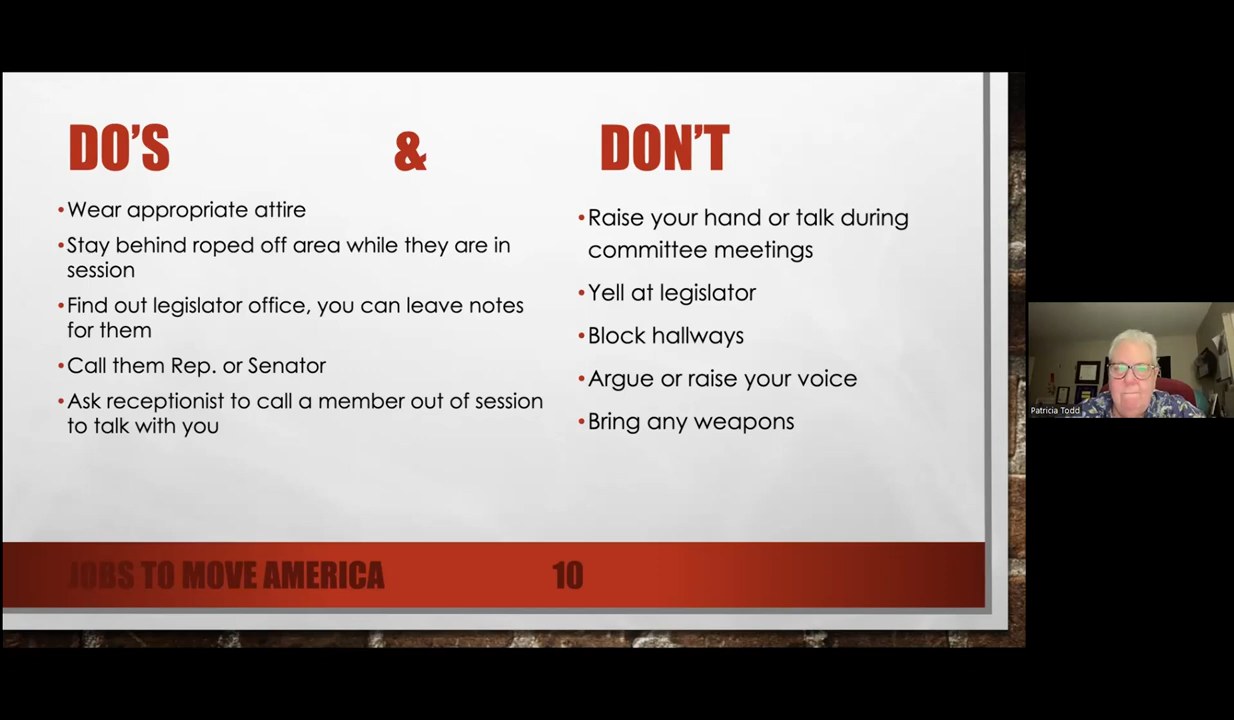 DO'S & DON'T
•Wear appropriate attire
•Stay behind roped off area while they are in
session
•Find out legislator office, you can leave notes
for them
•Call them Rep. or Senator
•Ask receptionist to call a member out of session
to talk with you
•Raise your hand or talk during
committee meetings
•Yell at legislator
•Block hallways
•Argue or raise your voice
•Bring any weapons
JOBS TO MOVE AMERICA 10
Patricia Todd